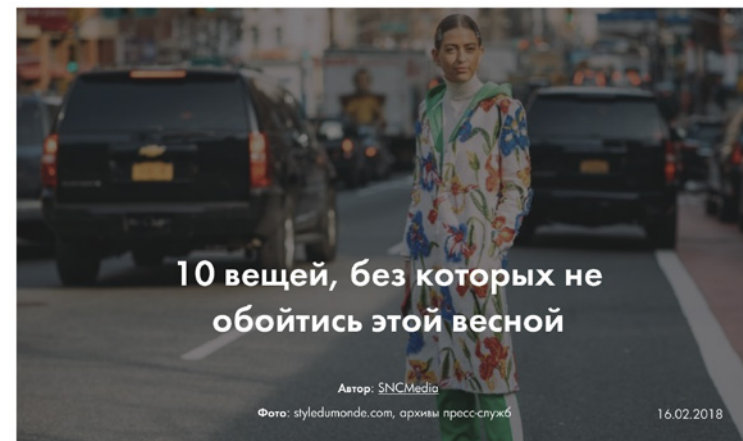 10 вещей, без которых не
обойтись этой весной
Автор: SNCMedia
Фото: styledumonde.com, архивы пресс-служб
16.02.2018